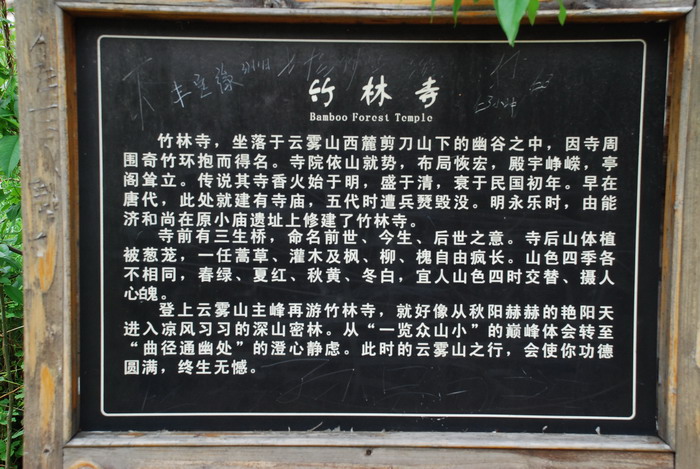 竹林寺
Bamboo Forest Temple
竹林寺，坐落于云雾山西麓剪刀山下的幽谷之中，因寺周
围奇竹环抱而得名。寺院依山就势，布局恢宏，殿宇峥嵘，亭
阁耸立。传说其寺香火始于明，盛于清，衰于民国初年。早在
唐代，此处就建有寺庙，五代时遭兵燹毁没。明永乐时，由能
济和尚在原小庙遗址上修建了竹林寺。
寺前有三生桥，命名前世、今生、后世之意。寺后山体植
被葱茏，一任蒿草、灌木及枫、柳、槐自由疯长。山色四季各
不相同，春绿、夏红、秋黄、冬白，宜人山色四时交替、摄人
心魄。
登上云雾山主峰再游竹林寺，就好像从秋阳赫赫的艳阳天
进入凉风习习的深山密林。从“一览众山小”的巅峰体会转至
“曲径通幽处”的澄心静虑。此时的云雾山之行，会使你功德
圆满，终生无憾。